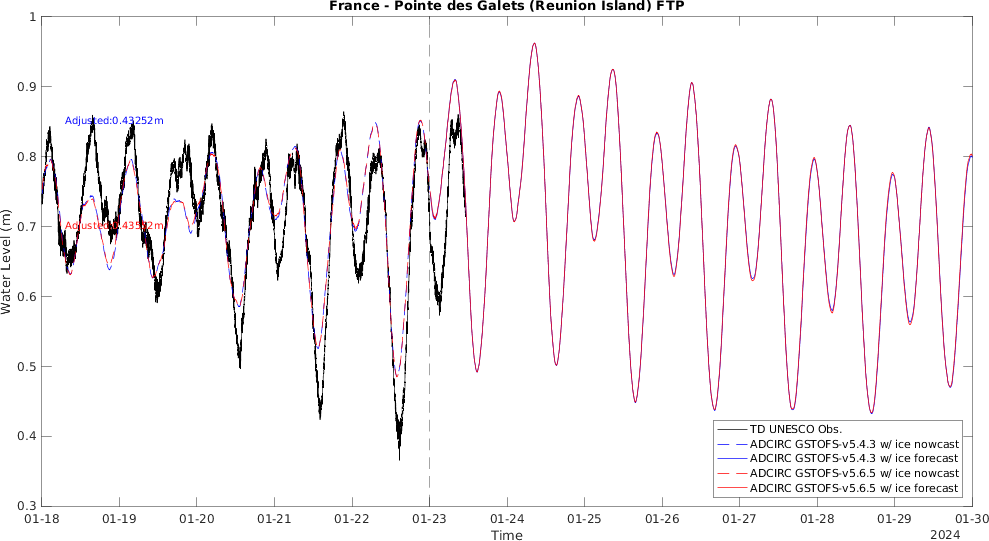 France - Pointe des Galets (Reunion Island) FTP
1
0.9
0.8
0.7
0.6
0.5
0.4
0.3
Water Level (m)
Adjusted:0.43252m
01-18
01-19
01-20
01-21
01-22
01-23
01-24
01-25
01-26
01-27
01-28
01-29
01-30
Time
2024
TD UNESCO Obs.
ADCIRC GSTOFS-v5.4.3 w/ ice nowcast
ADCIRC GSTOFS-v5.4.3 w/ ice forecast
ADCIRC GSTOFS-v5.6.5 w/ ice nowcast
ADCIRC GSTOFS-v5.6.5 w/ ice forecast